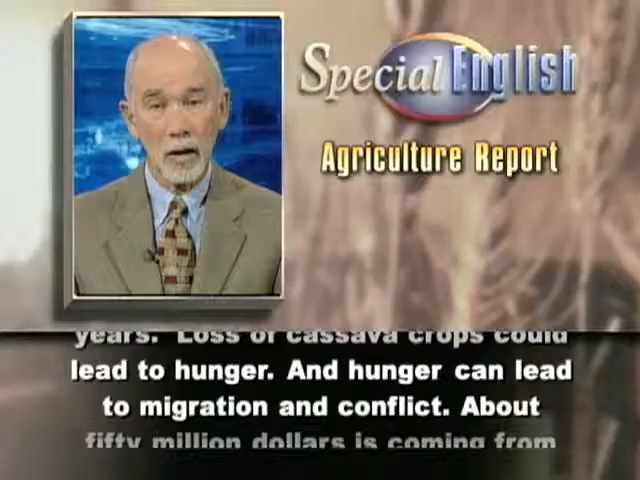 Special English
Agriculture Report
years. Loss of cassava crops could
lead to hunger. And hunger can lead
to migration and conflict. About
fifty million dollars is coming from